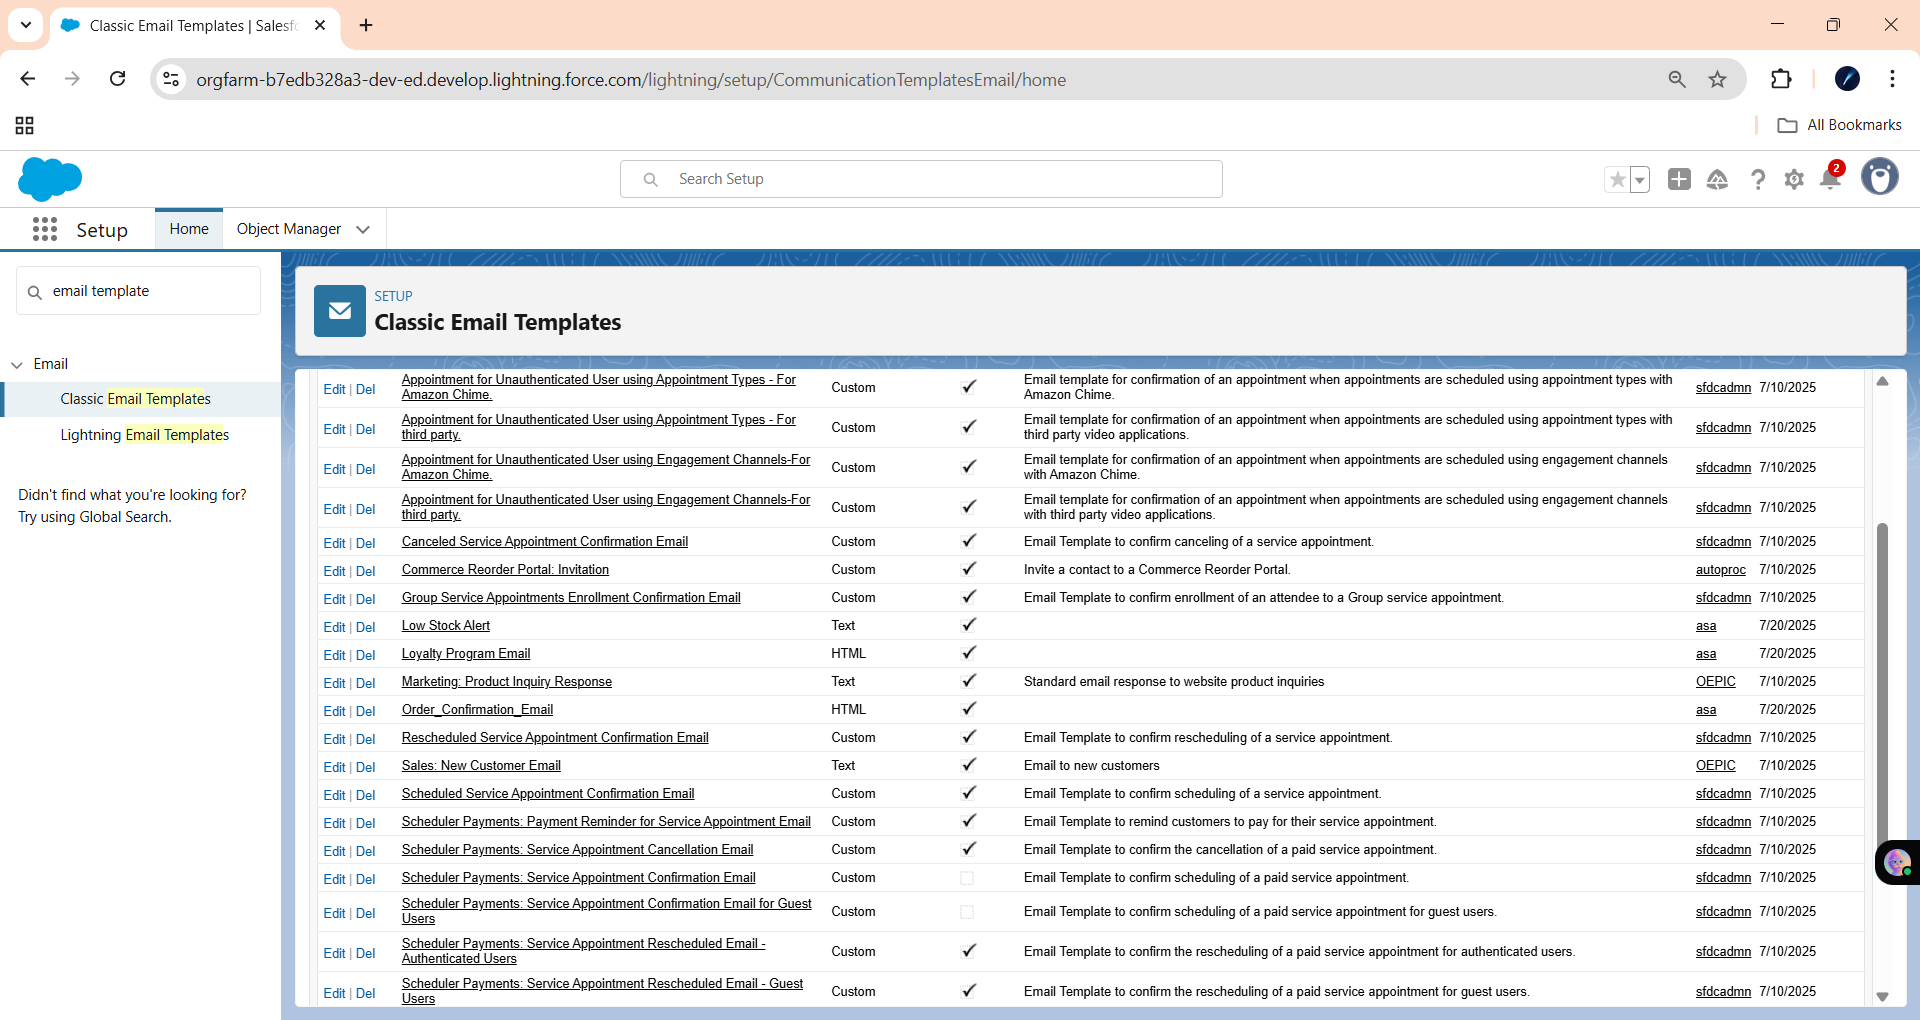 Classic Email Templates | Salesfo
orgfarm-b7edb328a3-dev-ed.develop.lightning.force.com/lightning/setup/CommunicationTemplatesEmail/home
All Bookmarks
Search Setup
2
Setup
Home
Object Manager
email template
Email
Classic Email Templates
Lightning Email Templates
Didn't find what you're looking for?
Try using Global Search.
SETUP
Classic Email Templates
Edit | Del Appointment for Unauthenticated User using Appointment Types - For Amazon Chime. Custom Email template for confirmation of an appointment when appointments are scheduled using appointment types with Amazon Chime. sfdcadmn 7/10/2025
Edit | Del Appointment for Unauthenticated User using Appointment Types - For third party. Custom Email template for confirmation of an appointment when appointments are scheduled using appointment types with third party video applications. sfdcadmn 7/10/2025
Edit | Del Appointment for Unauthenticated User using Engagement Channels-For Amazon Chime. Custom Email template for confirmation of an appointment when appointments are scheduled using engagement channels with Amazon Chime. sfdcadmn 7/10/2025
Edit | Del Appointment for Unauthenticated User using Engagement Channels-For third party. Custom Email template for confirmation of an appointment when appointments are scheduled using engagement channels with third party video applications. sfdcadmn 7/10/2025
Edit | Del Canceled Service Appointment Confirmation Email Custom Email Template to confirm canceling of a service appointment. sfdcadmn 7/10/2025
Edit | Del Commerce Reorder Portal: Invitation Custom Invite a contact to a Commerce Reorder Portal. autoproc 7/10/2025
Edit | Del Group Service Appointments Enrollment Confirmation Email Custom Email Template to confirm enrollment of an attendee to a Group service appointment. sfdcadmn 7/10/2025
Edit | Del Low Stock Alert Text asa 7/20/2025
Edit | Del Loyalty Program Email HTML asa 7/20/2025
Edit | Del Marketing: Product Inquiry Response Text Standard email response to website product inquiries OEPIC 7/10/2025
Edit | Del Order_Confirmation_Email HTML asa 7/20/2025
Edit | Del Rescheduled Service Appointment Confirmation Email Custom Email Template to confirm rescheduling of a service appointment. sfdcadmn 7/10/2025
Edit | Del Sales: New Customer Email Text Email to new customers OEPIC 7/10/2025
Edit | Del Scheduled Service Appointment Confirmation Email Custom Email Template to confirm scheduling of a service appointment. sfdcadmn 7/10/2025
Edit | Del Scheduler Payments: Payment Reminder for Service Appointment Email Custom Email Template to remind customers to pay for their service appointment. sfdcadmn 7/10/2025
Edit | Del Scheduler Payments: Service Appointment Cancellation Email Custom Email Template to confirm the cancellation of a paid service appointment. sfdcadmn 7/10/2025
Edit | Del Scheduler Payments: Service Appointment Confirmation Email Custom Email Template to confirm scheduling of a paid service appointment. sfdcadmn 7/10/2025
Edit | Del Scheduler Payments: Service Appointment Confirmation Email for Guest Users Custom Email Template to confirm scheduling of a paid service appointment for guest users. sfdcadmn 7/10/2025
Edit | Del Scheduler Payments: Service Appointment Rescheduled Email - Authenticated Users Custom Email Template to confirm the rescheduling of a paid service appointment for authenticated users. sfdcadmn 7/10/2025
Edit | Del Scheduler Payments: Service Appointment Rescheduled Email - Guest Users Custom Email Template to confirm the rescheduling of a paid service appointment for guest users. sfdcadmn 7/10/2025